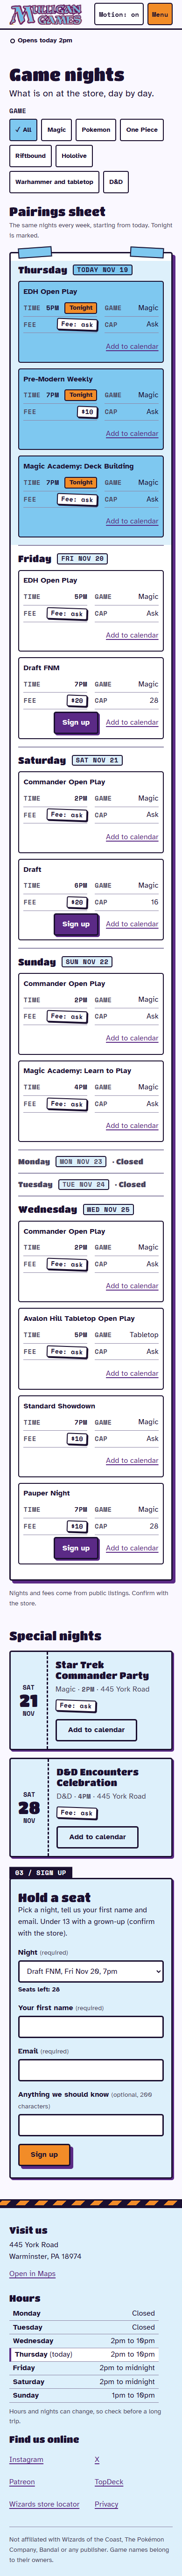 MULLIGAN GAMES
Motion: on
Menu
Opens today 2pm
Game nights
What is on at the store, day by day.
GAME
✓ All
Magic
Pokemon
One Piece
Riftbound
Hololive
Warhammer and tabletop
D&D
Pairings sheet
The same nights every week, starting from today. Tonight
is marked.
Thursday TODAY NOV 19
EDH Open Play
TIME 5PM Tonight GAME Magic
FEE Fee: ask CAP Ask
Add to calendar
Pre-Modern Weekly
TIME 7PM Tonight GAME Magic
FEE $10 CAP Ask
Add to calendar
Magic Academy: Deck Building
TIME 7PM Tonight GAME Magic
FEE Fee: ask CAP Ask
Add to calendar
Friday FRI NOV 20
EDH Open Play
TIME 5PM GAME Magic
FEE Fee: ask CAP Ask
Add to calendar
Draft FNM
TIME 7PM GAME Magic
FEE $20 CAP 28
Sign up Add to calendar
Saturday SAT NOV 21
Commander Open Play
TIME 2PM GAME Magic
FEE Fee: ask CAP Ask
Add to calendar
Draft
TIME 6PM GAME Magic
FEE $20 CAP 16
Sign up Add to calendar
Sunday SUN NOV 22
Commander Open Play
TIME 2PM GAME Magic
FEE Fee: ask CAP Ask
Add to calendar
Magic Academy: Learn to Play
TIME 4PM GAME Magic
FEE Fee: ask CAP Ask
Add to calendar
Monday MON NOV 23 · Closed
Tuesday TUE NOV 24 · Closed
Wednesday WED NOV 25
Commander Open Play
TIME 2PM GAME Magic
FEE Fee: ask CAP Ask
Add to calendar
Avalon Hill Tabletop Open Play
TIME 5PM GAME Tabletop
FEE Fee: ask CAP Ask
Add to calendar
Standard Showdown
TIME 7PM GAME Magic
FEE $10 CAP Ask
Add to calendar
Pauper Night
TIME 7PM GAME Magic
FEE $10 CAP 28
Sign up Add to calendar
Nights and fees come from public listings. Confirm with
the store.
Special nights
SAT
21
NOV
Star Trek
Commander Party
Magic · 2PM · 445 York Road
Fee: ask
Add to calendar
SAT
28
NOV
D&D Encounters
Celebration
D&D · 4PM · 445 York Road
Fee: ask
Add to calendar
03 / SIGN UP
Hold a seat
Pick a night, tell us your first name and
email. Under 13 with a grown-up (confirm
with the store).
Night (required)
Draft FNM, Fri Nov 20, 7pm
Seats left: 28
Your first name (required)
Email (required)
Anything we should know (optional, 200
characters)
Sign up
Visit us
445 York Road
Warminster, PA 18974
Open in Maps
Hours
Monday Closed
Tuesday Closed
Wednesday 2pm to 10pm
Thursday (today) 2pm to 10pm
Friday 2pm to midnight
Saturday 2pm to midnight
Sunday 1pm to 10pm
Hours and nights can change, so check before a long
trip.
Find us online
Instagram X
Patreon TopDeck
Wizards store locator Privacy
Not affiliated with Wizards of the Coast, The Pokémon
Company, Bandai or any publisher. Game names belong
to their owners.